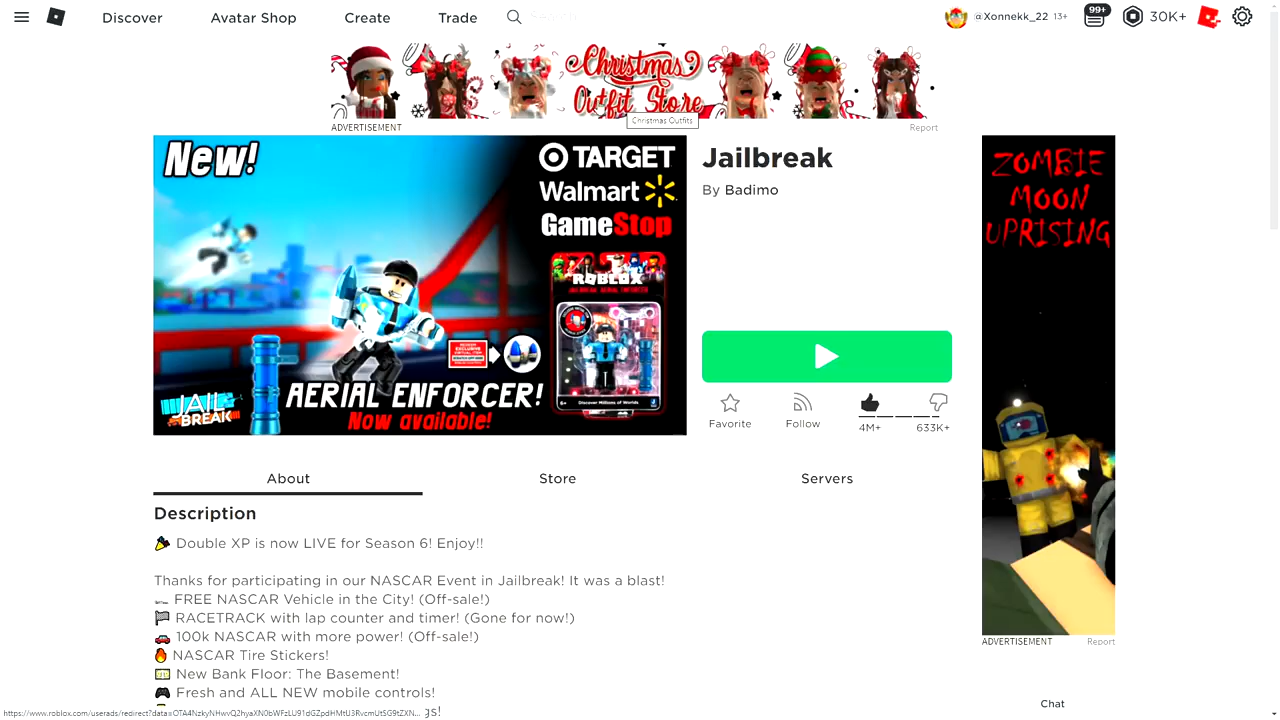 Discover
Avatar Shop
Create
Trade
@Xonnekk_22 13+
99+
30K+
Christmas
Outfit Store
Christmas Outfits
ADVERTISEMENT
Report
New!
TARGET
Walmart
GameStop
ROBLOX
Discover Millions of Worlds
6+
JAIL
BREAK
AERIAL ENFORCER!
Now available!
Jailbreak
By Badimo
Favorite
Follow
4M+
633K+
ZOMBIE
MOON
UPRISING
ADVERTISEMENT
Report
About
Store
Servers
Description
Double XP is now LIVE for Season 6! Enjoy!!
Thanks for participating in our NASCAR Event in Jailbreak! It was a blast!
FREE NASCAR Vehicle in the City! (Off-sale!)
RACETRACK with lap counter and timer! (Gone for now!)
100k NASCAR with more power! (Off-sale!)
NASCAR Tire Stickers!
New Bank Floor: The Basement!
Fresh and ALL NEW mobile controls!
Chat